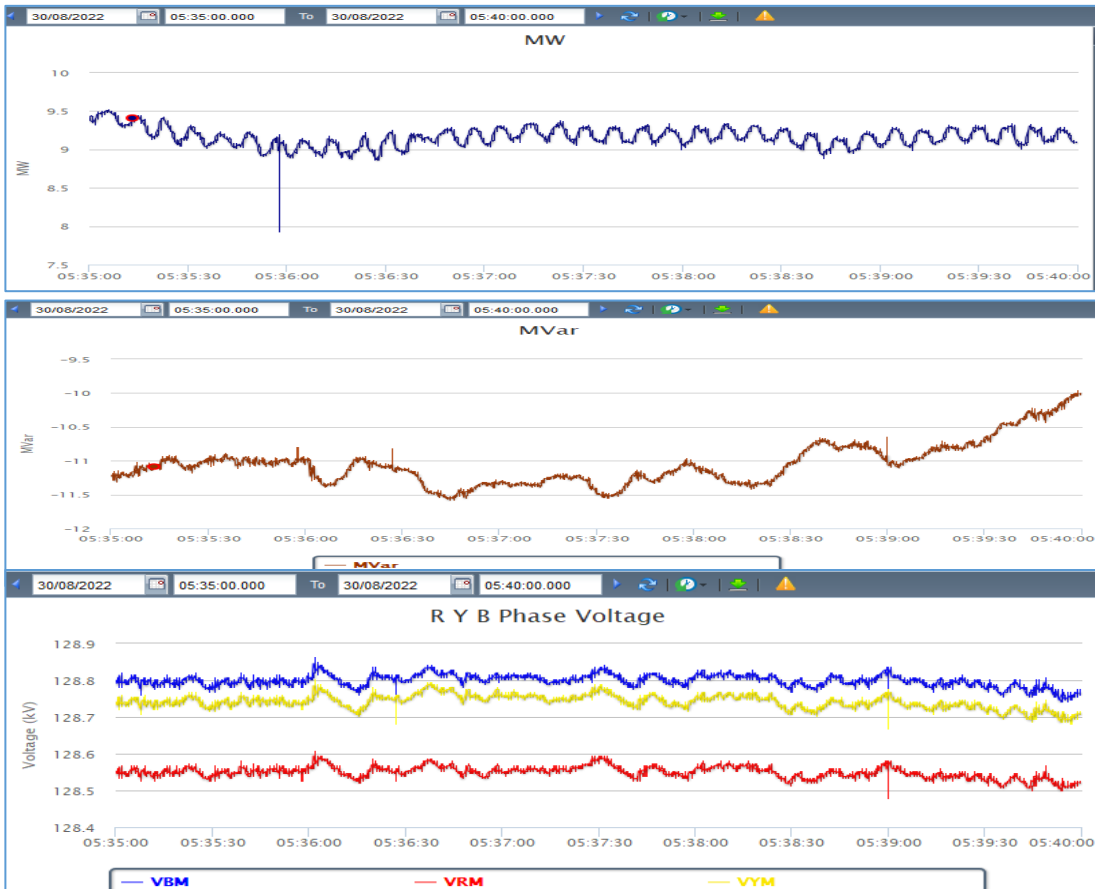 30/08/2022 05:35:00.000 To 30/08/2022 05:40:00.000
MW
10
9.5
9
8.5
8
7.5
MW
05:35:00 05:35:30 05:36:00 05:36:30 05:37:00 05:37:30 05:38:00 05:38:30 05:39:00 05:39:30 05:40:00
30/08/2022 05:35:00.000 To 30/08/2022 05:40:00.000
MVar
-9.5
-10
-10.5
-11
-11.5
-12
MVar
05:35:00 05:35:30 05:36:00 05:36:30 05:37:00 05:37:30 05:38:00 05:38:30 05:39:00 05:39:30 05:40:00
MVar
30/08/2022 05:35:00.000 To 30/08/2022 05:40:00.000
R Y B Phase Voltage
128.9
128.8
128.7
128.6
128.5
128.4
Voltage (kV)
05:35:00 05:35:30 05:36:00 05:36:30 05:37:00 05:37:30 05:38:00 05:38:30 05:39:00 05:39:30 05:40:00
VBM VRM VYM